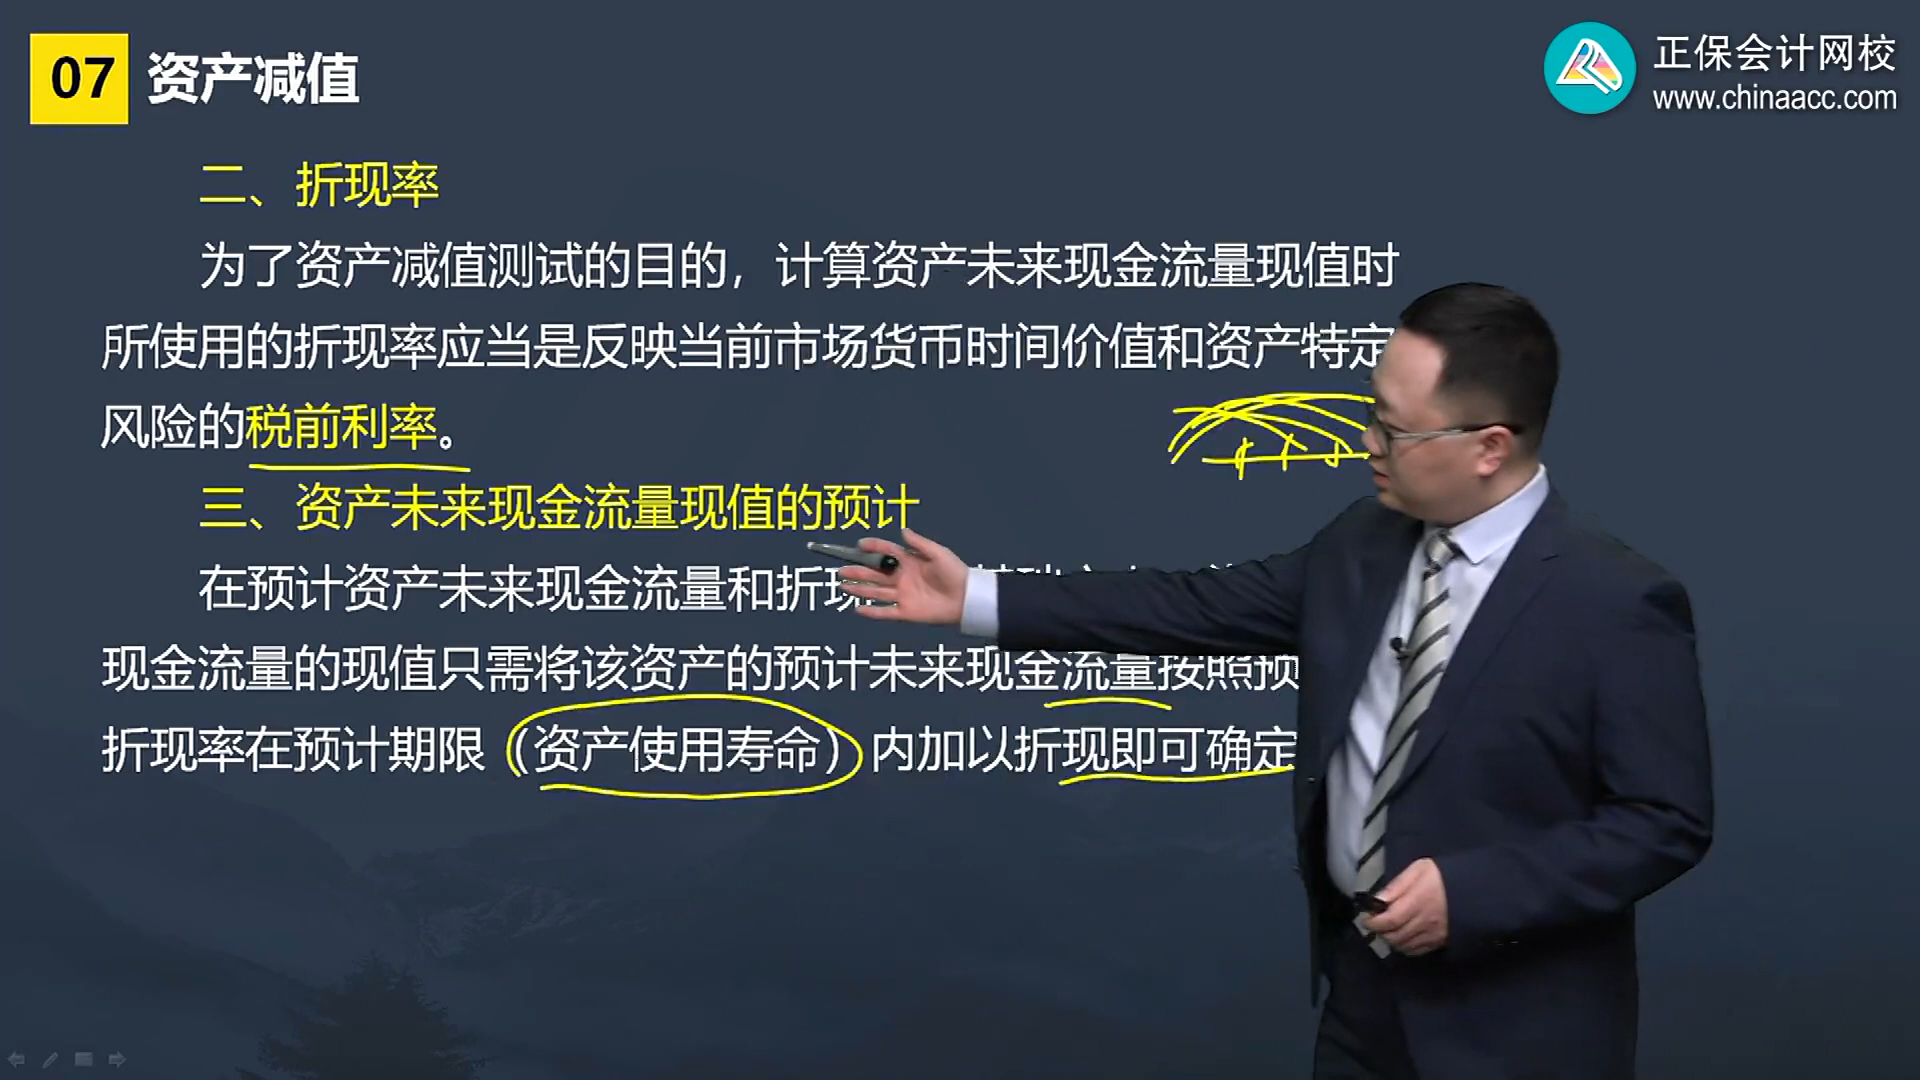 07 资产减值
正保会计网校
www.chinaacc.com
二、折现率
为了资产减值测试的目的，计算资产未来现金流量现值时
所使用的折现率应当是反映当前市场货币时间价值和资产特定
风险的税前利率。
三、资产未来现金流量现值的预计
在预计资产未来现金流量和折现
现金流量的现值只需将该资产的预计未来现金流量按照预
折现率在预计期限（资产使用寿命）内加以折现即可确定